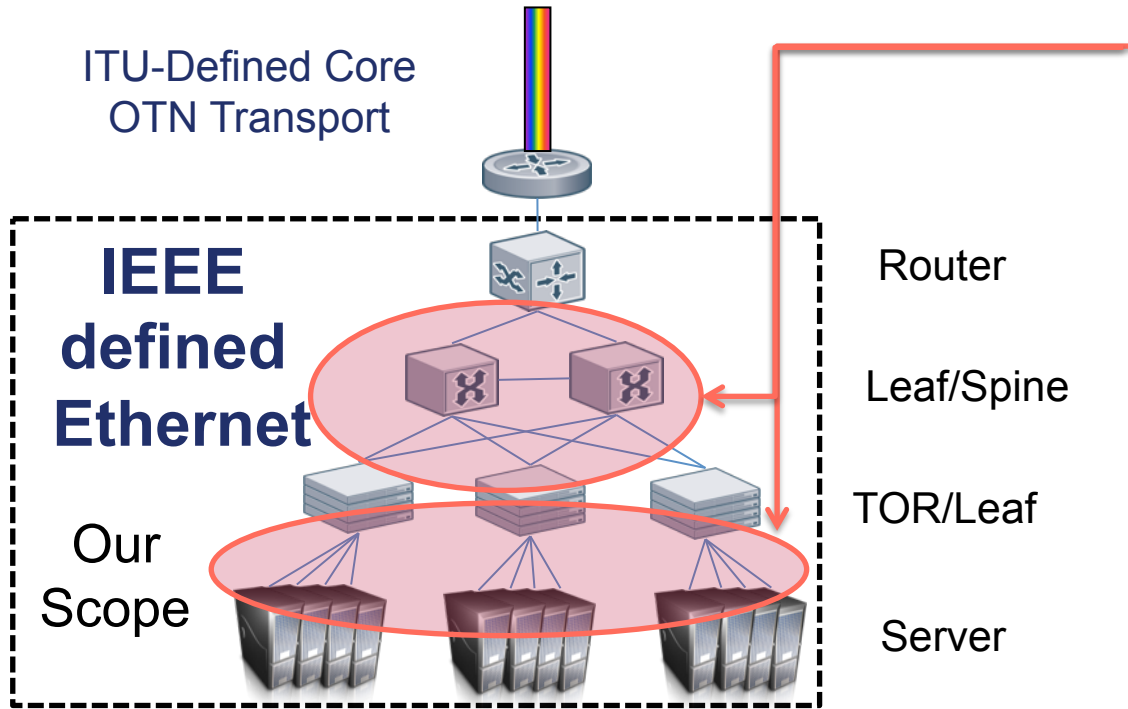 ITU-Defined Core
OTN Transport
IEEE
defined
Ethernet
Router
Leaf/Spine
TOR/Leaf
Our
Scope
Server